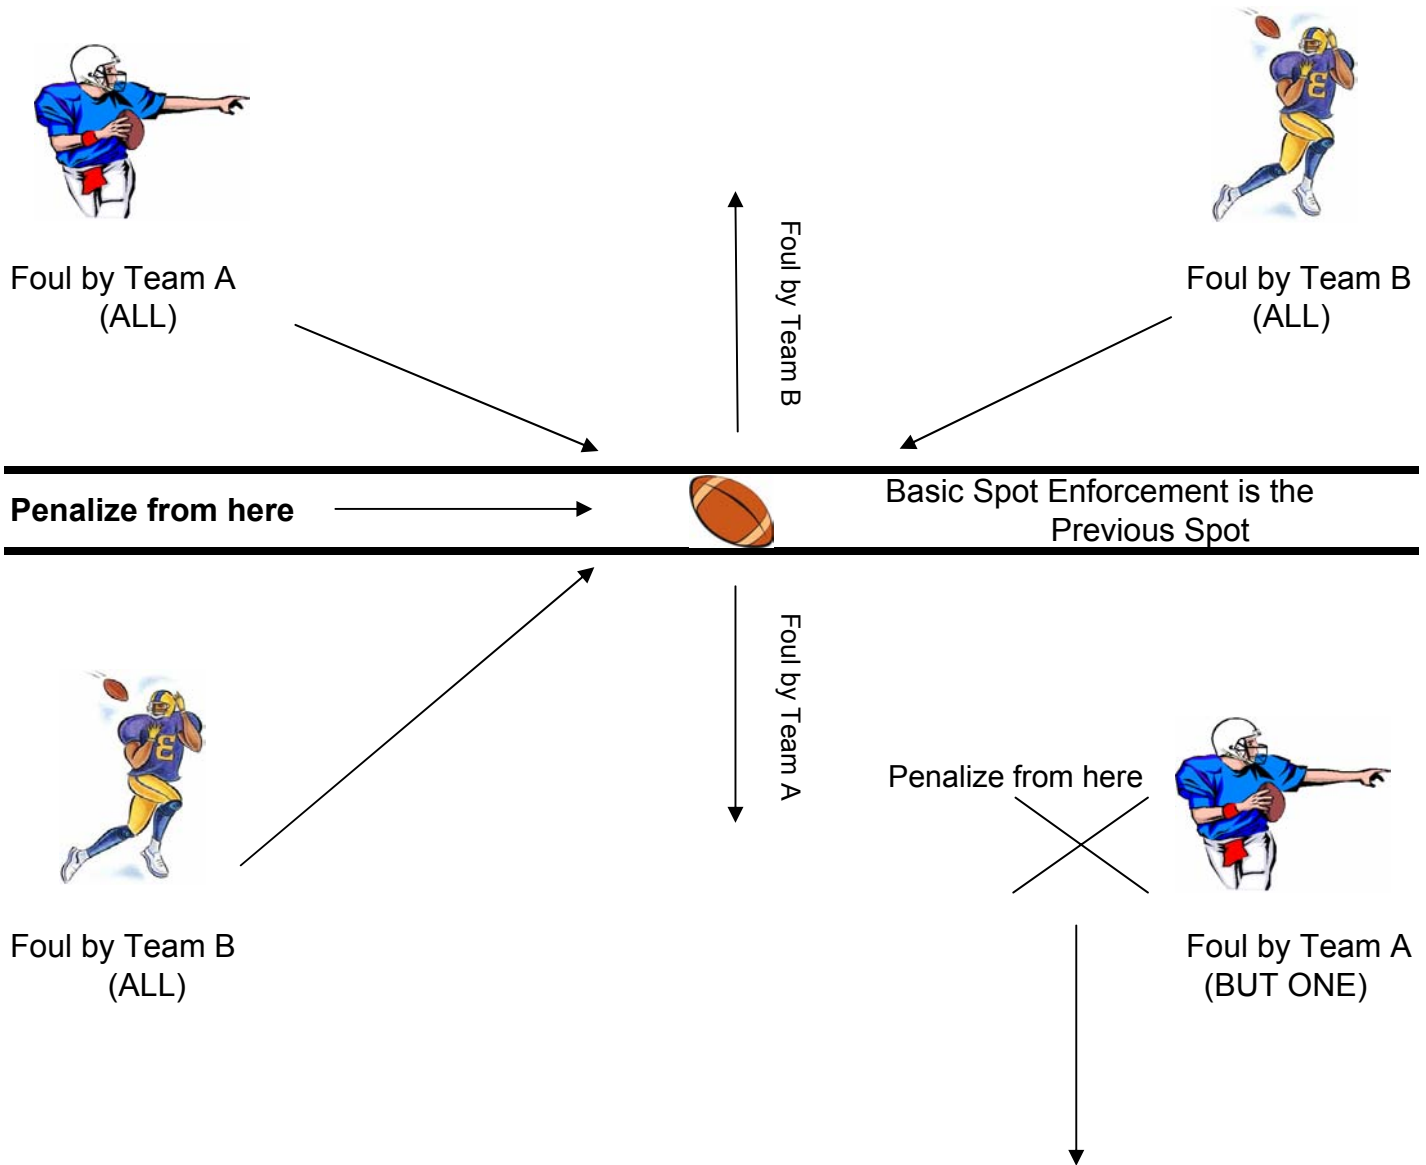 Foul by Team A
(ALL)
Foul by Team B
Foul by Team B
(ALL)
Penalize from here
Basic Spot Enforcement is the
Previous Spot
Foul by Team A
Penalize from here
Foul by Team B
(ALL)
Foul by Team A
(BUT ONE)